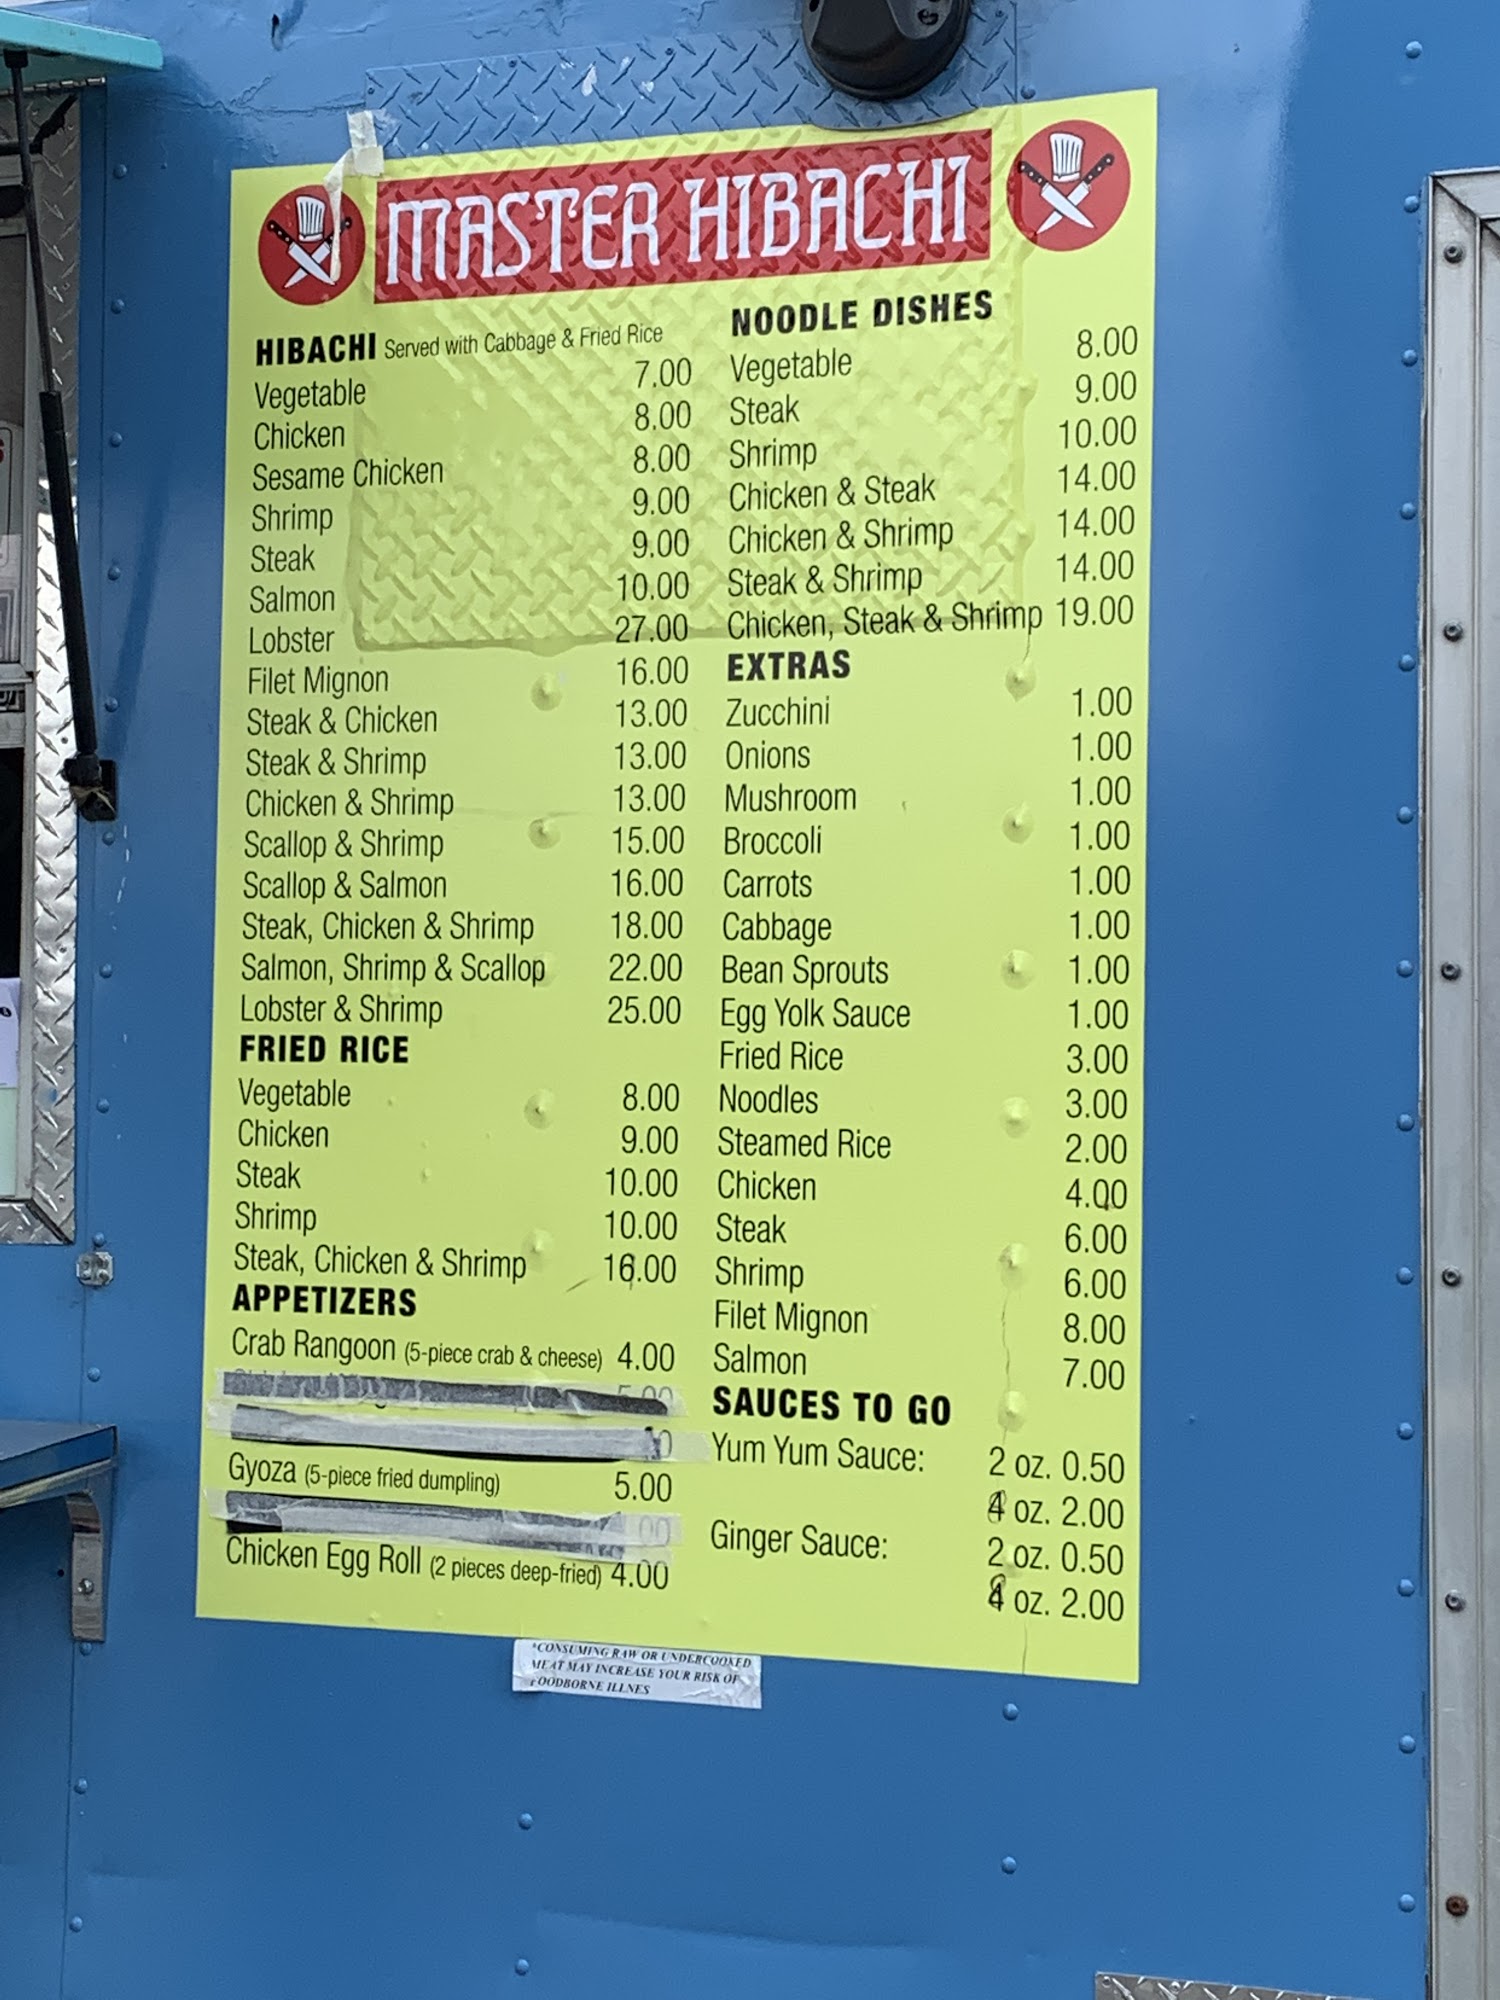 MASTER HIBACHI
HIBACHI Served with Cabbage & Fried Rice
Vegetable 7.00
Chicken 8.00
Sesame Chicken 8.00
Shrimp 9.00
Steak 9.00
Salmon 10.00
Lobster 27.00
Filet Mignon 16.00
Steak & Chicken 13.00
Steak & Shrimp 13.00
Chicken & Shrimp 13.00
Scallop & Shrimp 15.00
Scallop & Salmon 16.00
Steak, Chicken & Shrimp 18.00
Salmon, Shrimp & Scallop 22.00
Lobster & Shrimp 25.00
FRIED RICE
Vegetable 8.00
Chicken 9.00
Steak 10.00
Shrimp 10.00
Steak, Chicken & Shrimp 16.00
APPETIZERS
Crab Rangoon (5-piece crab & cheese) 4.00
Gyoza (5-piece fried dumpling) 5.00
Chicken Egg Roll (2 pieces deep-fried) 4.00
NOODLE DISHES
Vegetable 8.00
Steak 9.00
Shrimp 10.00
Chicken & Steak 14.00
Chicken & Shrimp 14.00
Steak & Shrimp 14.00
Chicken, Steak & Shrimp 19.00
EXTRAS
Zucchini 1.00
Onions 1.00
Mushroom 1.00
Broccoli 1.00
Carrots 1.00
Cabbage 1.00
Bean Sprouts 1.00
Egg Yolk Sauce 1.00
Fried Rice 3.00
Noodles 3.00
Steamed Rice 2.00
Chicken 4.00
Steak 6.00
Shrimp 6.00
Filet Mignon 8.00
Salmon 7.00
SAUCES TO GO
Yum Yum Sauce: 2 oz. 0.50
oz. 2.00
Ginger Sauce: 2 oz. 0.50
oz. 2.00
*CONSUMING RAW OR UNDERCOOKED
MEAT MAY INCREASE YOUR RISK OF
FOODBORNE ILLNES